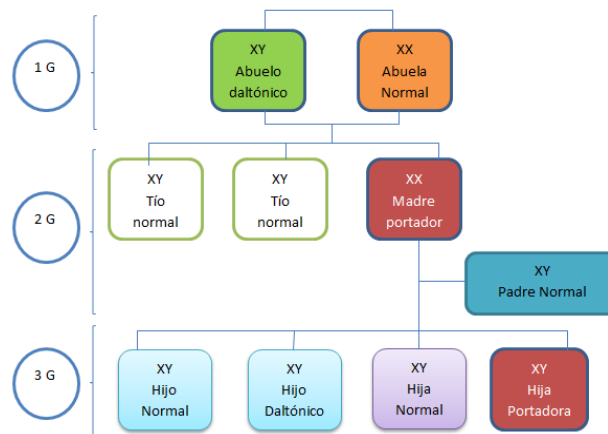 1 G
XY
Abuelo
daltónico
XX
Abuela
Normal
2 G
XY
Tío
normal
XY
Tío
normal
XX
Madre
portador
XY
Padre Normal
3 G
XY
Hijo
Normal
XY
Hijo
Daltónico
XY
Hija
Normal
XY
Hija
Portadora